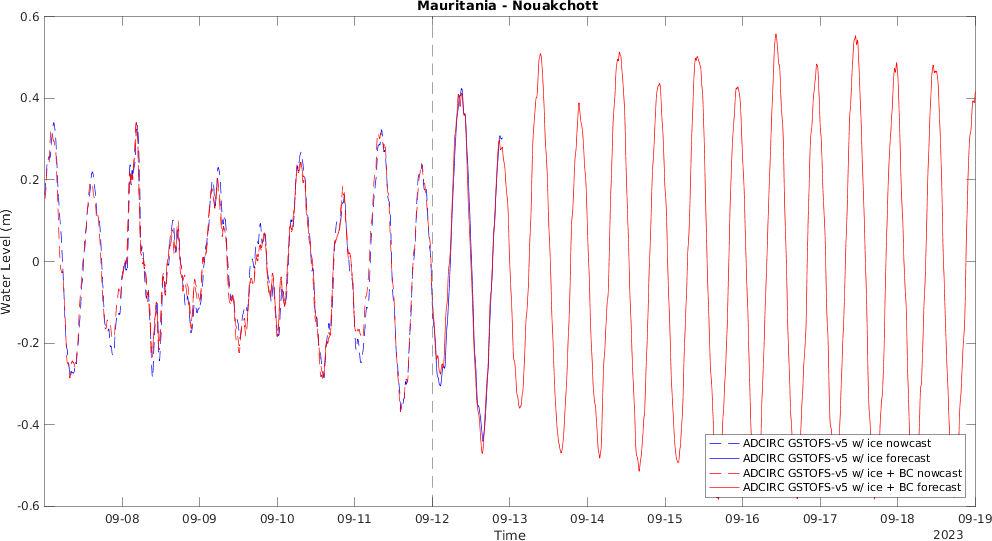 Mauritania - Nouakchott
0.6
0.4
0.2
0
-0.2
-0.4
-0.6
Water Level (m)
ADCIRC GSTOFS-v5 w/ ice nowcast
ADCIRC GSTOFS-v5 w/ ice forecast
ADCIRC GSTOFS-v5 w/ ice + BC nowcast
ADCIRC GSTOFS-v5 w/ ice + BC forecast
09-08 09-09 09-10 09-11 09-12 09-13 09-14 09-15 09-16 09-17 09-18 09-19
Time
2023